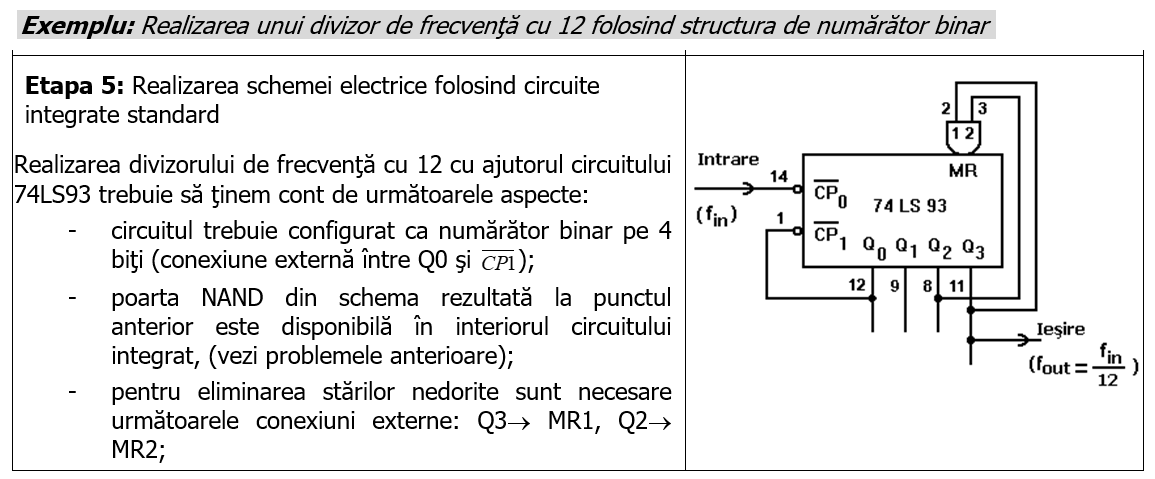 Exemplu: Realizarea unui divizor de frecvenţă cu 12 folosind structura de numărător binar
Etapa 5: Realizarea schemei electrice folosind circuite
integrate standard
Realizarea divizorului de frecvenţă cu 12 cu ajutorul circuitului
74LS93 trebuie să ţinem cont de următoarele aspecte:
- circuitul trebuie configurat ca numărător binar pe 4
biţi (conexiune externă între Q0 şi C̅P̅1̅);
- poarta NAND din schema rezultată la punctul
anterior este disponibilă în interiorul circuitului
integrat, (vezi problemele anterioare);
- pentru eliminarea stărilor nedorite sunt necesare
următoarele conexiuni externe: Q3→ MR1, Q2→
MR2;
2 3
1 2
MR
Intrare
14
(fin)
C̅P̅0
74 LS 93
1
C̅P̅1
Q0 Q1 Q2 Q3
12 9 8 11
Ieşire
(fout = fin/12)